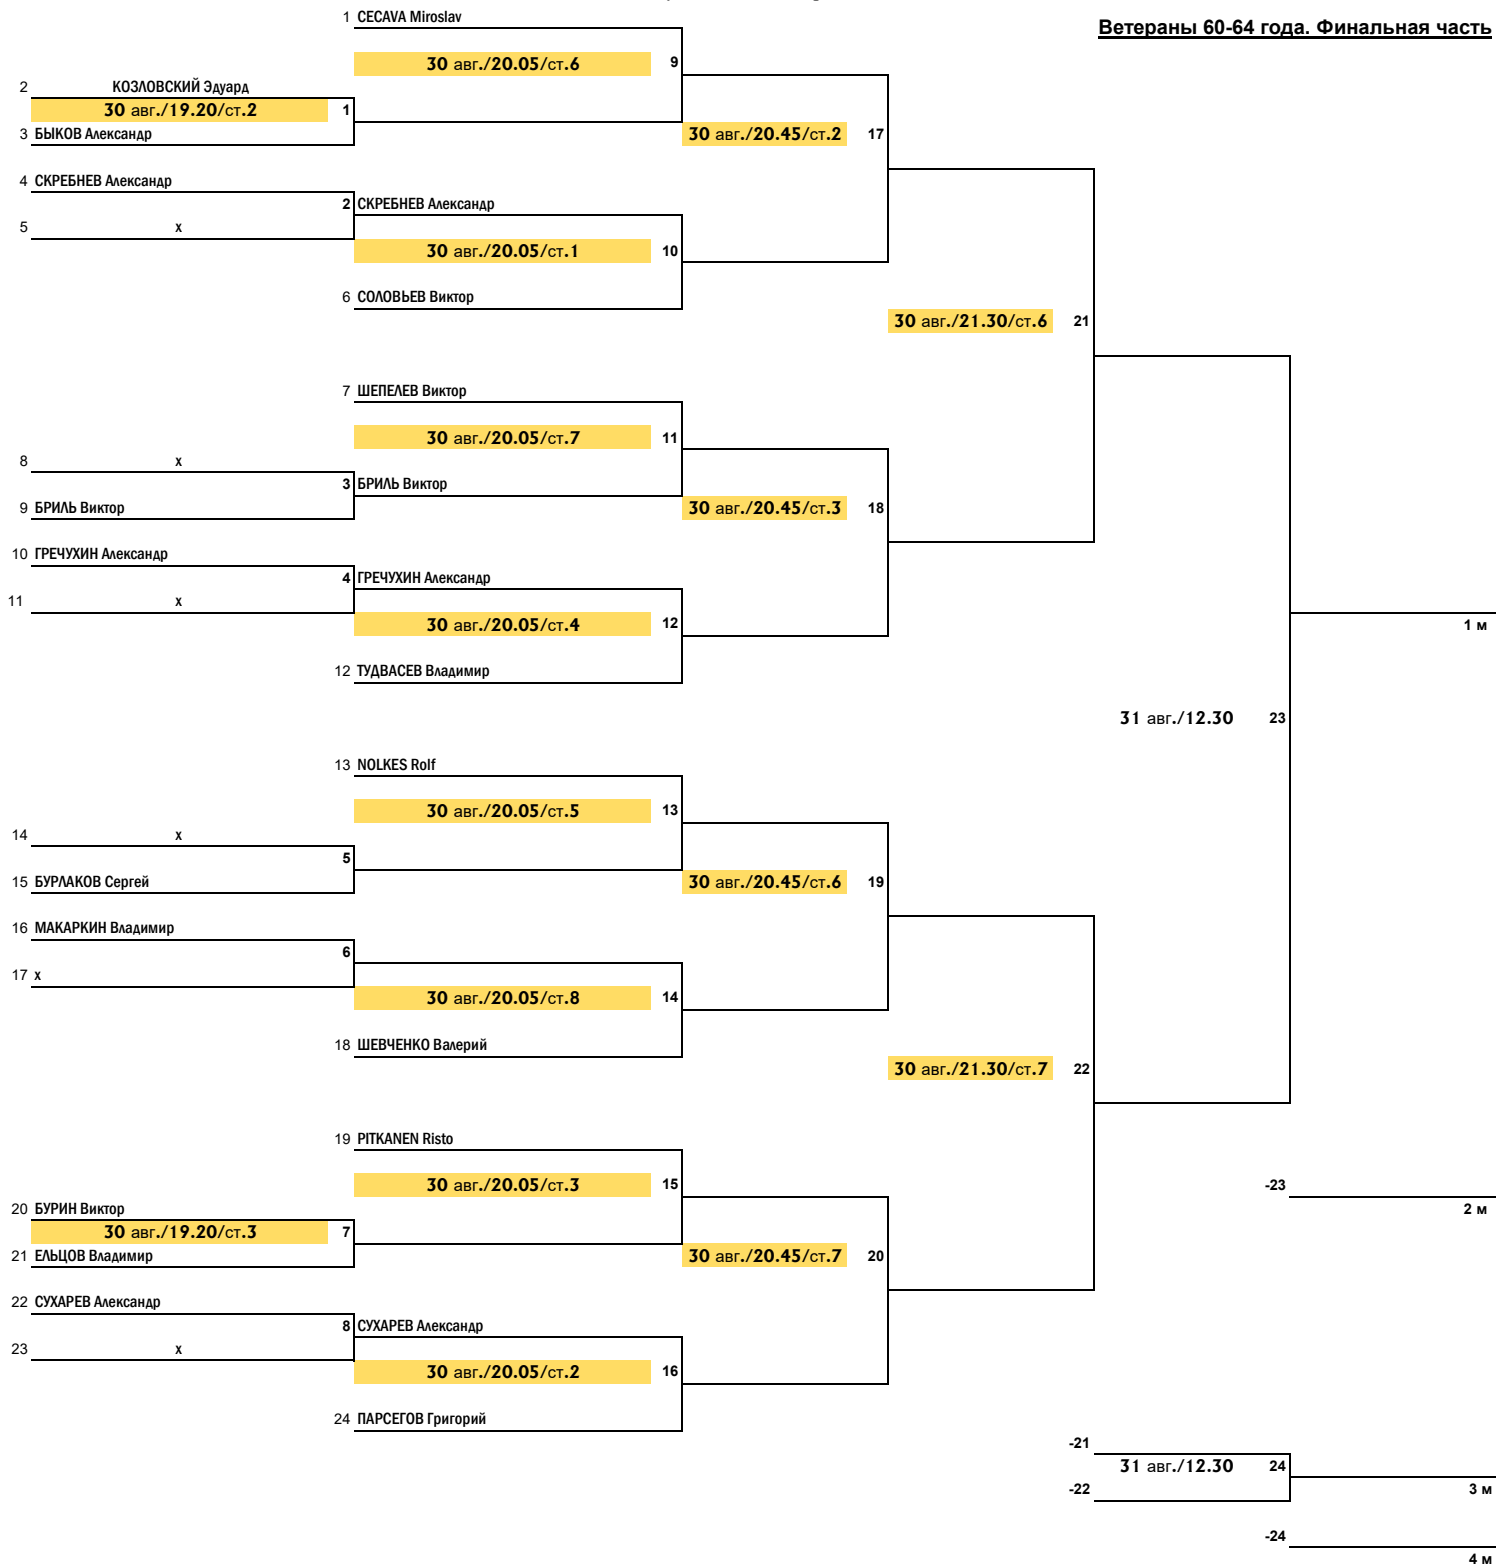 1 CECAVA Miroslav
Ветераны 60-64 года. Финальная часть
30 авг./20.05/ст.6 9
2 КОЗЛОВСКИЙ Эдуард
30 авг./19.20/ст.2 1
3 БЫКОВ Александр
30 авг./20.45/ст.2 17
4 СКРЕБНЕВ Александр
2 СКРЕБНЕВ Александр
5 х
30 авг./20.05/ст.1 10
6 СОЛОВЬЕВ Виктор
30 авг./21.30/ст.6 21
7 ШЕПЕЛЕВ Виктор
30 авг./20.05/ст.7 11
8 х
3 БРИЛЬ Виктор
9 БРИЛЬ Виктор
30 авг./20.45/ст.3 18
10 ГРЕЧУХИН Александр
4 ГРЕЧУХИН Александр
11 х
30 авг./20.05/ст.4 12
1 м
12 ТУДВАСЕВ Владимир
31 авг./12.30 23
13 NOLKES Rolf
30 авг./20.05/ст.5 13
14 х
5
15 БУРЛАКОВ Сергей
30 авг./20.45/ст.6 19
16 МАКАРКИН Владимир
6
17 х
30 авг./20.05/ст.8 14
18 ШЕВЧЕНКО Валерий
30 авг./21.30/ст.7 22
19 PITKANEN Risto
30 авг./20.05/ст.3 15
-23
20 БУРИН Виктор
2 м
30 авг./19.20/ст.3 7
21 ЕЛЬЦОВ Владимир
30 авг./20.45/ст.7 20
22 СУХАРЕВ Александр
8 СУХАРЕВ Александр
23 х
30 авг./20.05/ст.2 16
24 ПАРСЕГОВ Григорий
-21
31 авг./12.30 24
-22
3 м
-24
4 м